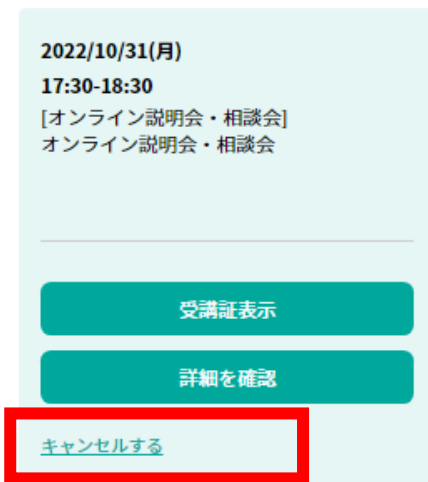 2022/10/31(月)
17:30-18:30
[オンライン説明会・相談会]
オンライン説明会・相談会
受講証表示
詳細を確認
キャンセルする